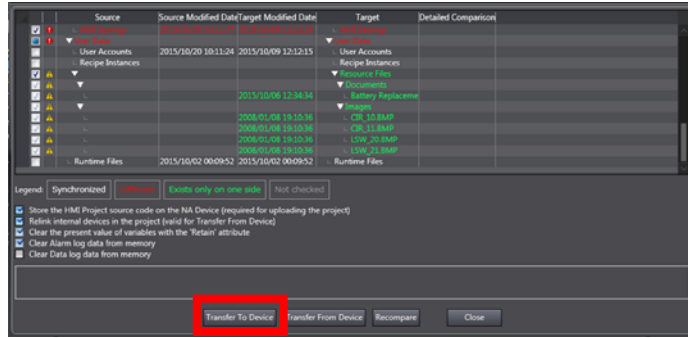 Source Source Modified Date Target Modified Date Target Detailed Comparison
User Accounts 2015/10/20 10:11:24 2015/10/09 12:12:15 User Accounts
Recipe Instances Recipe Instances
Resource Files
Documents
2015/10/06 12:34:34 Battery Replaceme
Images
2008/01/08 19:10:36 CJR_10.BMP
2008/01/08 19:10:36 CJR_11.BMP
2008/01/08 19:10:36 LSW_20.BMP
2008/01/08 19:10:36 LSW_21.BMP
Runtime Files 2015/10/02 00:09:52 2015/10/02 00:09:52 Runtime Files
Legend: Synchronized Exists only on one side Not checked
Store the HMI Project source code on the NA Device (required for uploading the project)
Relink internal devices in the project (valid for Transfer From Device)
Clear the present value of variables with the 'Retain' attribute
Clear Alarm log data from memory
Clear Data log data from memory
Transfer To Device Transfer From Device Recompare Close